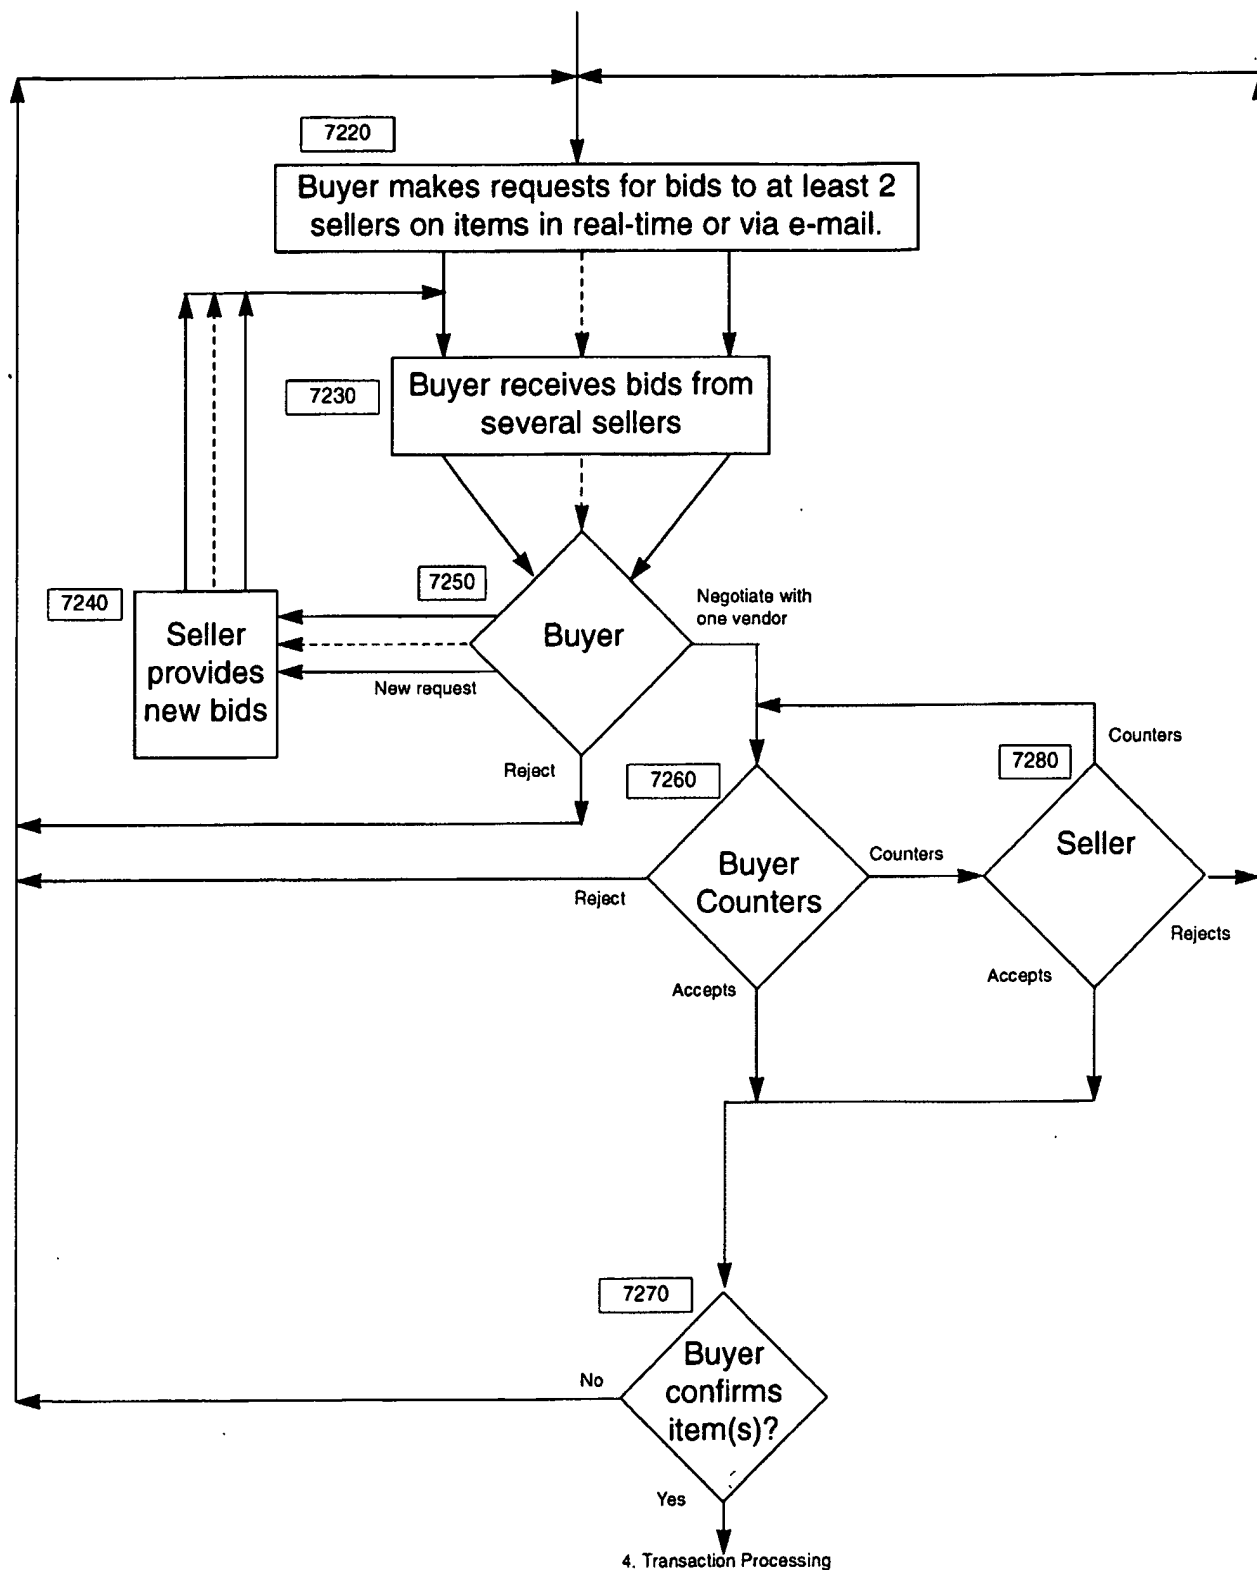 7220
Buyer makes requests for bids to at least 2
sellers on items in real-time or via e-mail.
7230
Buyer receives bids from
several sellers
7240
Seller
provides
new bids
7250
Buyer
Negotiate with
one vendor
New request
Reject
7260
Buyer
Counters
Counters
Reject
Accepts
7280
Seller
Counters
Rejects
Accepts
7270
Buyer
confirms
item(s)?
No
Yes
4. Transaction Processing